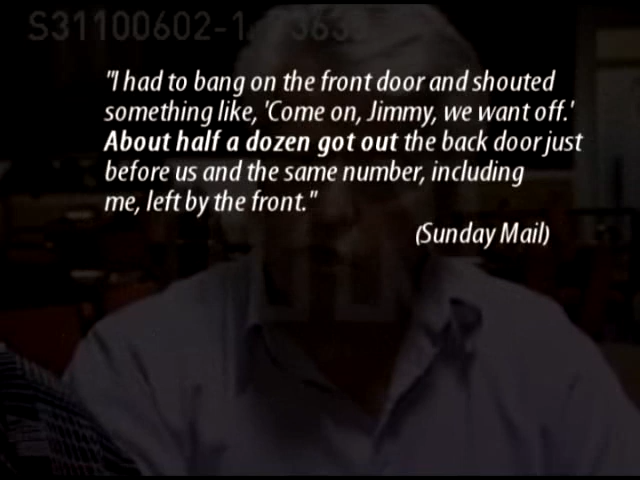 S31100602-1
"I had to bang on the front door and shouted
something like, 'Come on, Jimmy, we want off.'
About half a dozen got out the back door just
before us and the same number, including
me, left by the front."
(Sunday Mail)